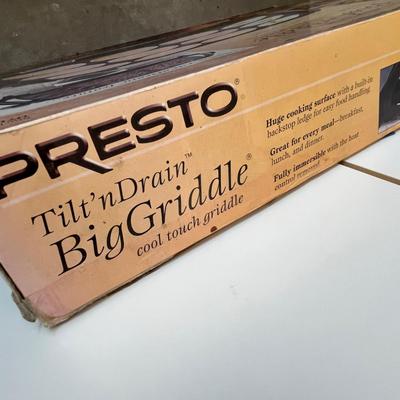 PRESTO®
Tilt'nDrain™
BigGriddle®
cool touch griddle
Huge cooking surface with a built-in
backstop ledge for easy food handling.
Great for every meal—breakfast,
lunch, and dinner.
Fully immersible with the heat
control removed.